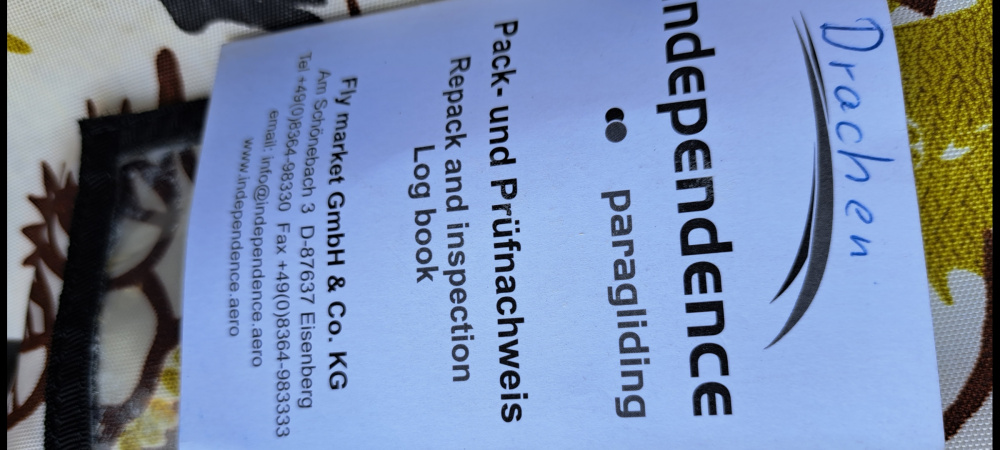 Drachen
independence
paragliding
Pack- und Prüfnachweis
Repack and inspection
Log book
Fly market GmbH & Co. KG
Am Schönebach 3 D-87637 Eisenberg
Tel +49(0)8364-98330 Fax +49(0)8364-983333
email: info@independence.aero
www.independence.aero